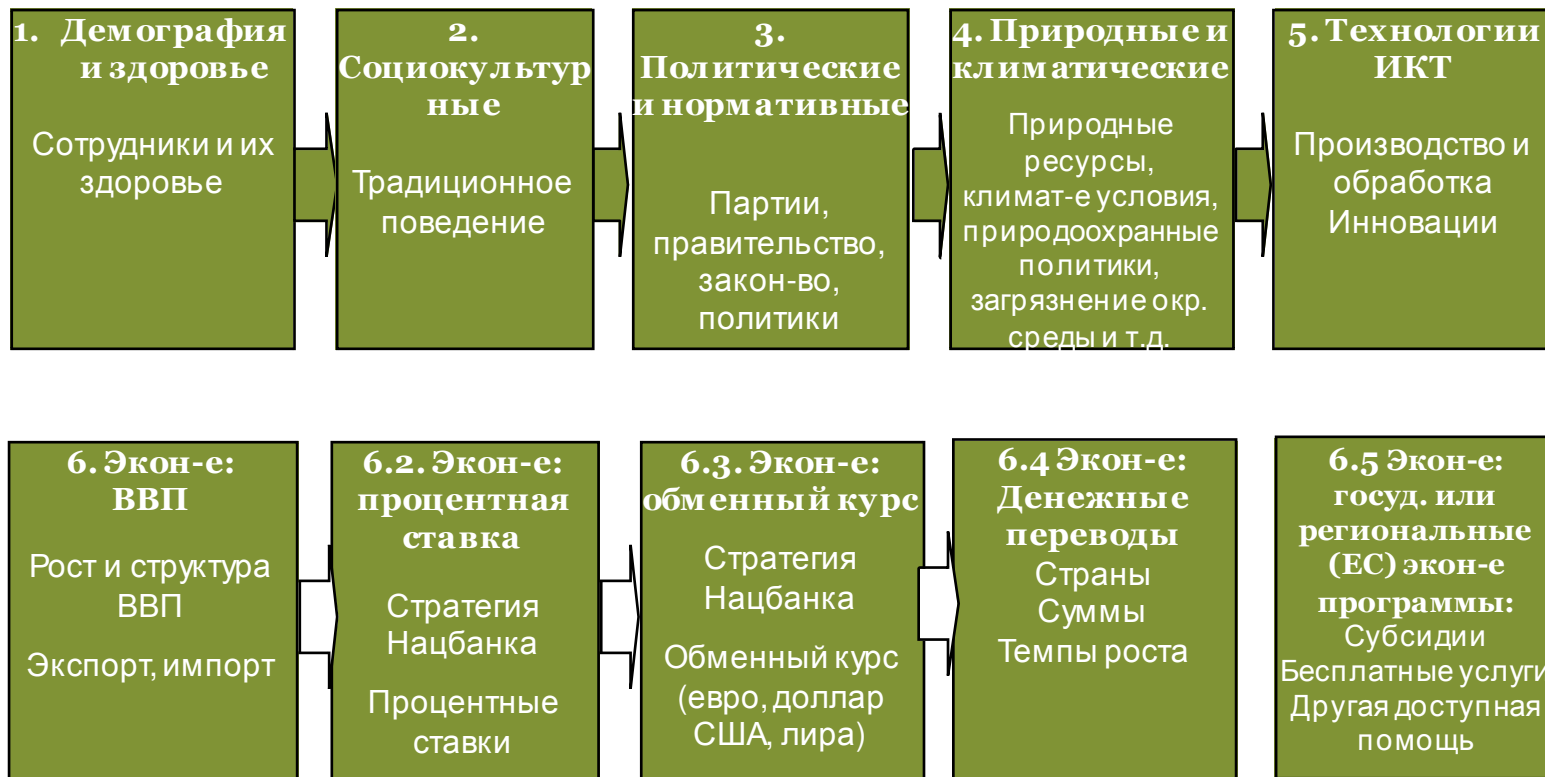 1. Демография
и здоровье
Сотрудники и их
здоровье
2.
Социокультур
ные
Традиционное
поведение
3.
Политические
и нормативные
Партии,
правительство,
закон-во,
политики
4. Природные и
климатические
Природные
ресурсы,
климат-е условия,
природоохранные
политики,
загрязнение окр.
среды и т.д.
5. Технологии
ИКТ
Производство и
обработка
Инновации
6. Экон-е:
ВВП
Рост и структура
ВВП
Экспорт, импорт
6.2. Экон-е:
процентная
ставка
Стратегия
Нацбанка
Процентные
ставки
6.3. Экон-е:
обменный курс
Стратегия
Нацбанка
Обменный курс
(евро, доллар
США, лира)
6.4 Экон-е:
Денежные
переводы
Страны
Суммы
Темпы роста
6.5 Экон-е:
госуд. или
региональные
(ЕС) экон-е
программы:
Субсидии
Бесплатные услуги
Другая доступная
помощь